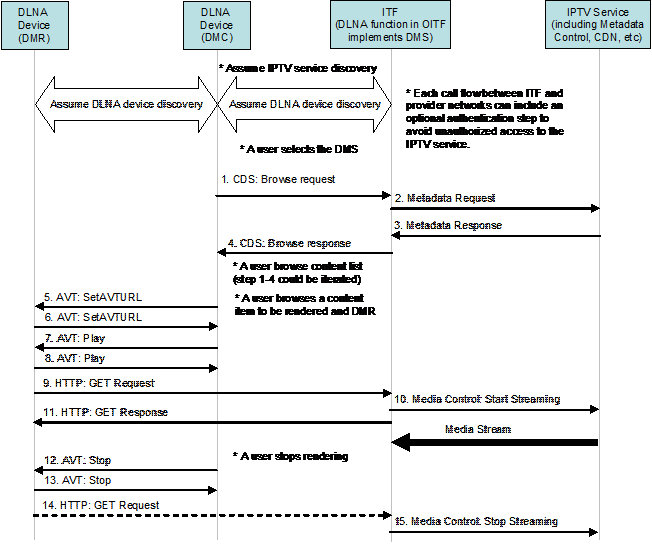 DLNA
Device
(DMR)
DLNA
Device
(DMC)
ITF
(DLNA function in OITF
implements DMS)
IPTV Service
(including Metadata
Control, CDN, etc)
* Assume IPTV service discovery
Assume DLNA device discovery
Assume DLNA device discovery
* Each call flow between ITF and
provider networks can include an
optional authentication step to
avoid unauthorized access to the
IPTV service.
* A user selects the DMS
1. CDS: Browse request
2. Metadata Request
3. Metadata Response
4. CDS: Browse response
* A user browse content list
(step 1-4 could be iterated)
5. AVT: SetAVTURL
* A user browses a content
item to be rendered and DMR
6. AVT: SetAVTURL
7. AVT: Play
8. AVT: Play
9. HTTP: GET Request
10. Media Control: Start Streaming
11. HTTP: GET Response
Media Stream
12. AVT: Stop
* A user stops rendering
13. AVT: Stop
14. HTTP: GET Request
15. Media Control: Stop Streaming